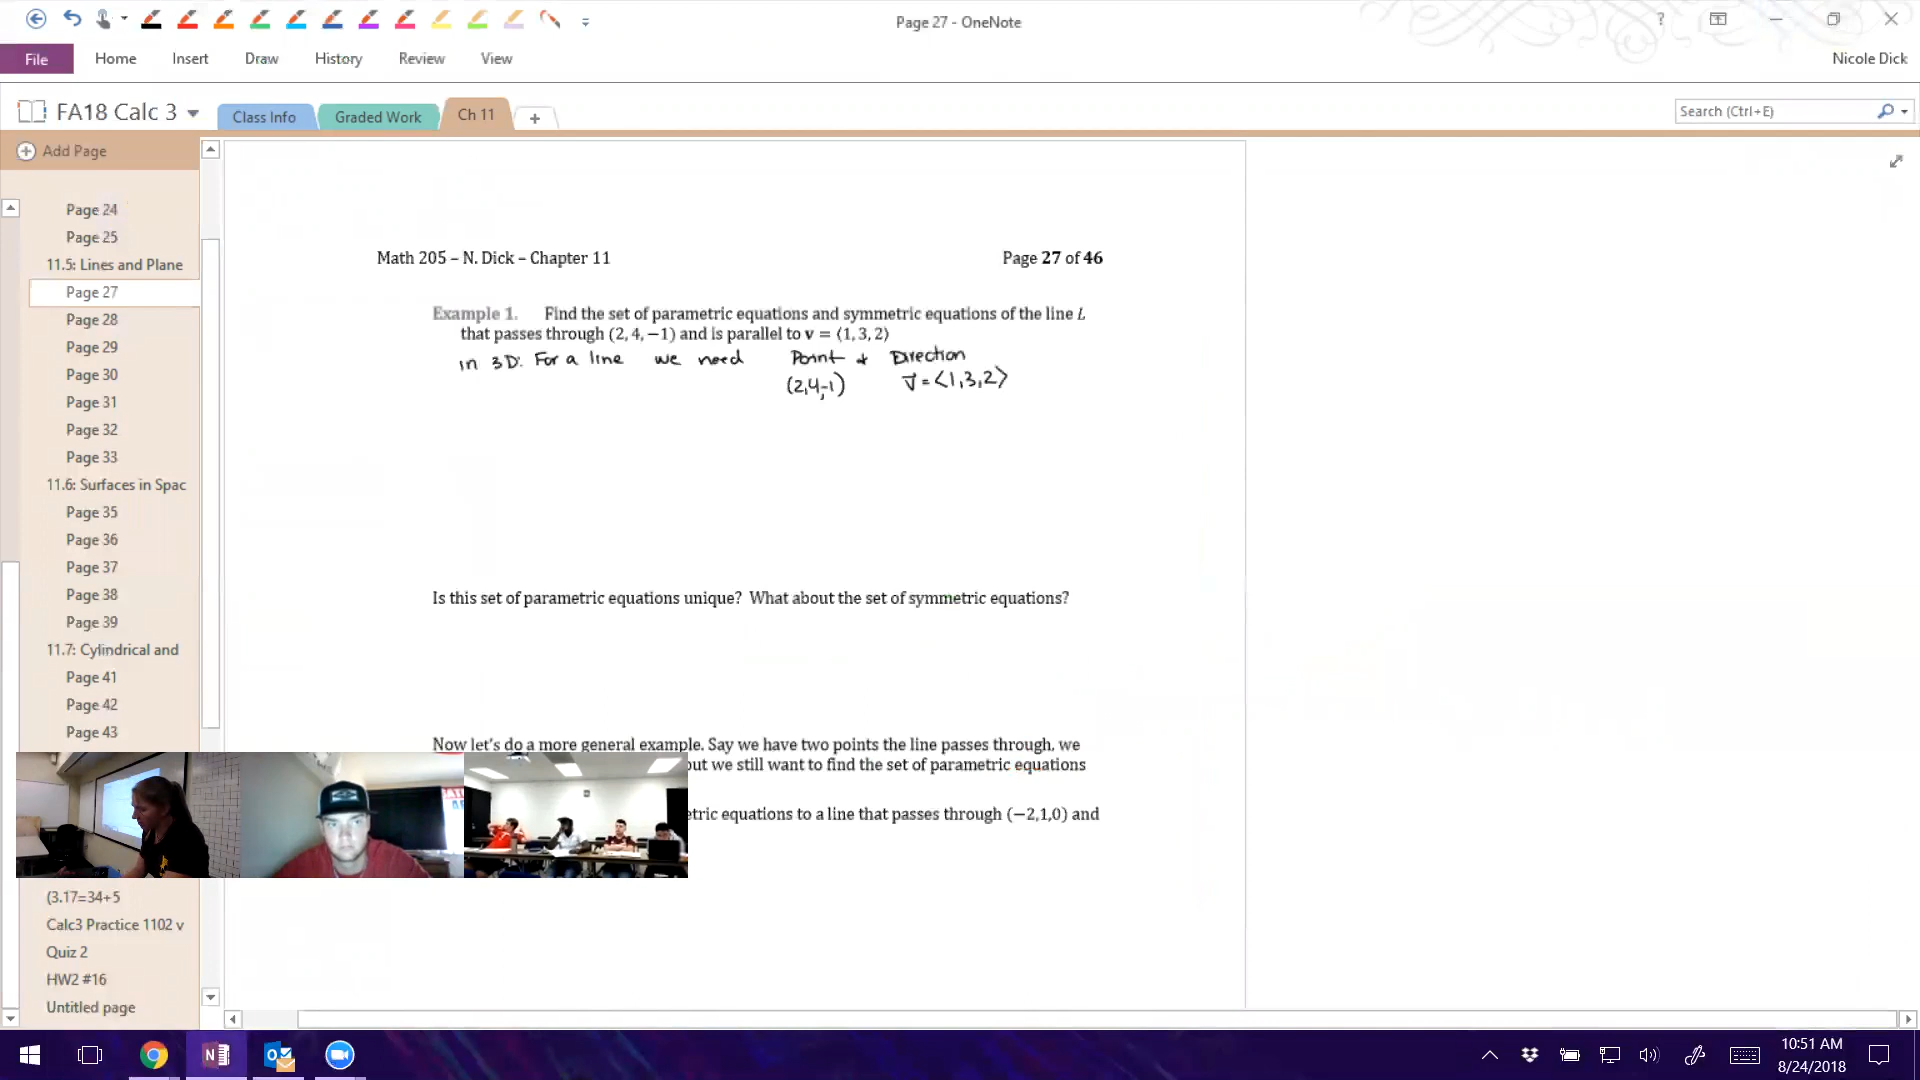 Page 27 - OneNote
?
File
Home
Insert
Draw
History
Review
View
Nicole Dick
FA18 Calc 3
Class Info
Graded Work
Ch 11
+
Search (Ctrl+E)
Add Page
Page 24
Page 25
11.5: Lines and Plane
Page 27
Page 28
Page 29
Page 30
Page 31
Page 32
Page 33
11.6: Surfaces in Spac
Page 35
Page 36
Page 37
Page 38
Page 39
11.7: Cylindrical and
Page 41
Page 42
Page 43
(3.17=34+5
Calc3 Practice 1102 v
Quiz 2
HW2 #16
Untitled page
Math 205 – N. Dick – Chapter 11
Page 27 of 46
Example 1. Find the set of parametric equations and symmetric equations of the line L
that passes through (2, 4, −1) and is parallel to v = ⟨1, 3, 2⟩
in 3D: For a line we need Point & Direction
(2,4,-1) v = <1,3,2>
Is this set of parametric equations unique? What about the set of symmetric equations?
Now let's do a more general example. Say we have two points the line passes through, we
but we still want to find the set of parametric equations
etric equations to a line that passes through (−2,1,0) and
10:51 AM
8/24/2018